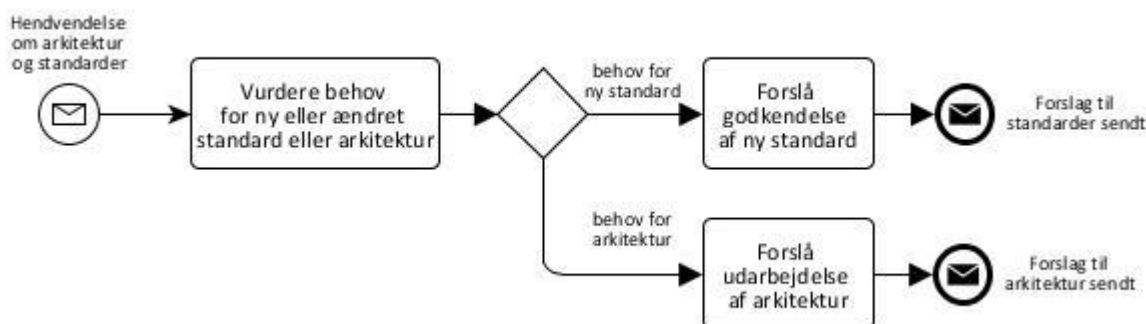 Hendvendelse
om arkitektur
og standarder
Vurdere behov
for ny eller ændret
standard eller arkitektur
behov for
ny standard
Forslå
godkendelse
af ny standard
Forslag til
standarder sendt
behov for
arkitektur
Forslå
udarbejdelse
af arkitektur
Forslag til
arkitektur sendt